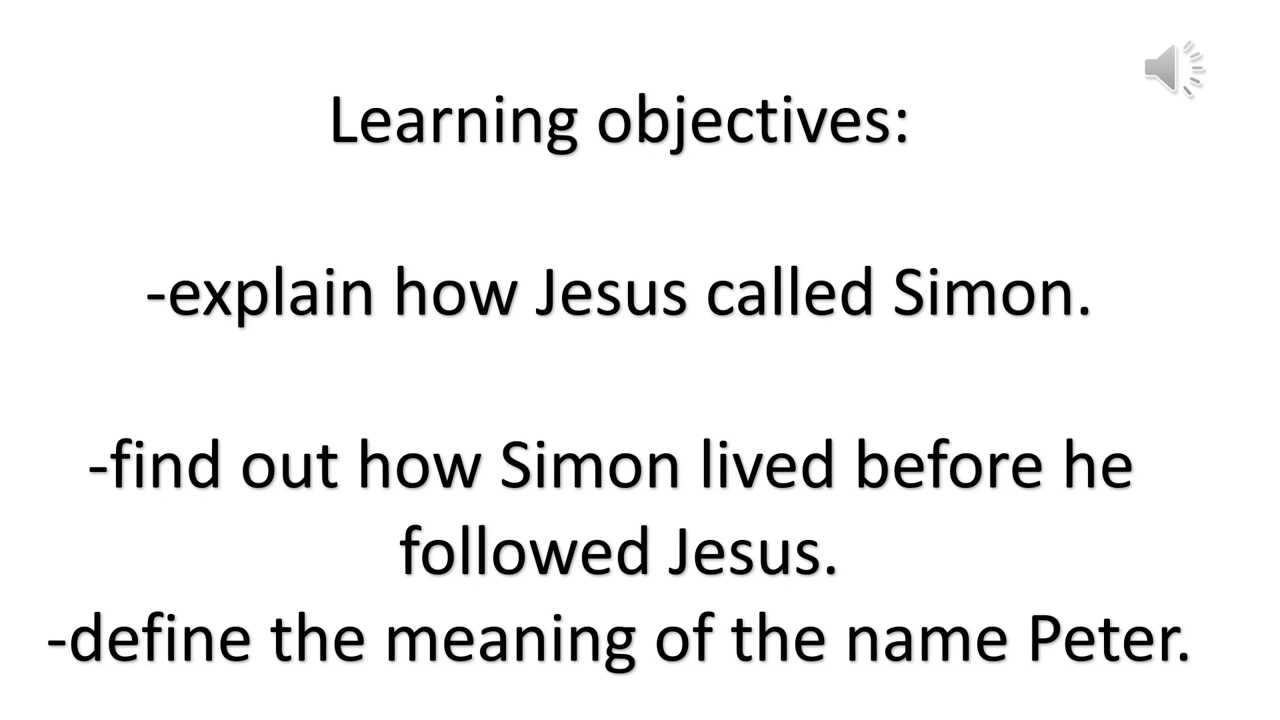 Learning objectives:
-explain how Jesus called Simon.
-find out how Simon lived before he
followed Jesus.
-define the meaning of the name Peter.